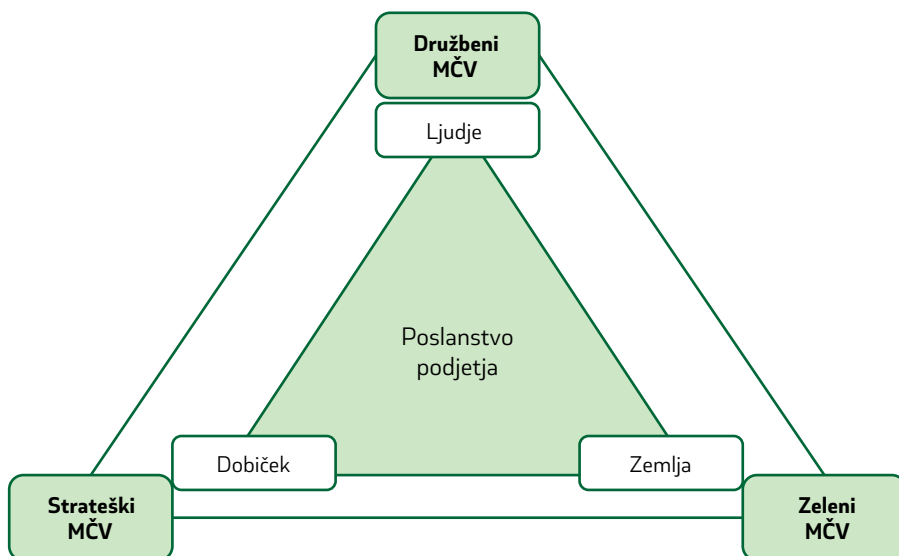 Družbeni
MČV
Ljudje
Poslanstvo
podjetja
Dobiček
Zemlja
Strateški
MČV
Zeleni
MČV